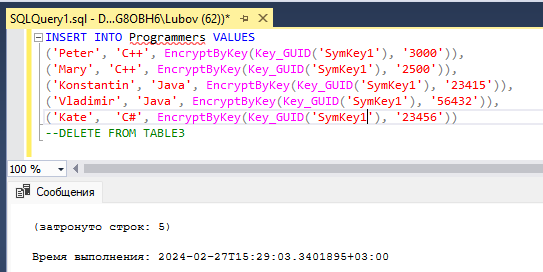 SQLQuery1.sql - D...G8OBH6\Lubov (62))*
INSERT INTO Programmers VALUES
('Peter', 'C++', EncryptByKey(Key_GUID('SymKey1'), '3000')),
('Mary', 'C++', EncryptByKey(Key_GUID('SymKey1'), '2500')),
('Konstantin', 'Java', EncryptByKey(Key_GUID('SymKey1'), '23415')),
('Vladimir', 'Java', EncryptByKey(Key_GUID('SymKey1'), '56432')),
('Kate',  'C#', EncryptByKey(Key_GUID('SymKey1'), '23456'))
--DELETE FROM TABLE3
100 %
Сообщения
(затронуто строк: 5)
Время выполнения: 2024-02-27T15:29:03.3401895+03:00